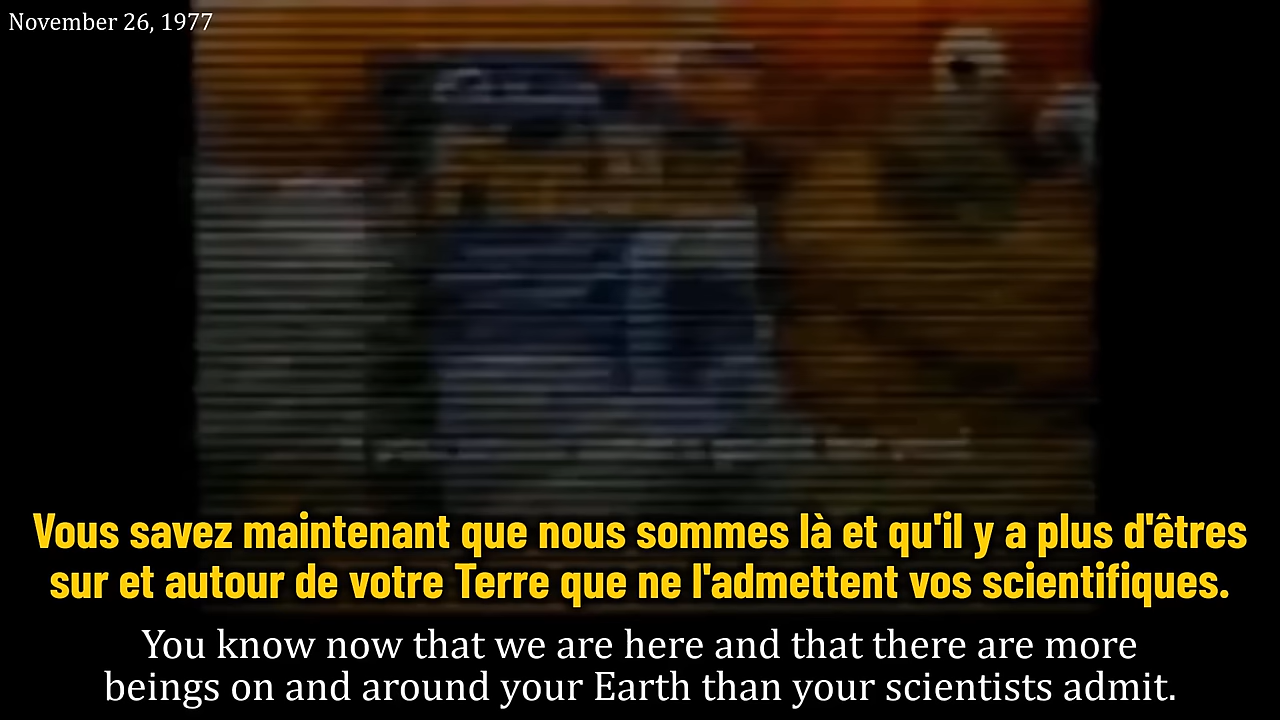 November 26, 1977
Vous savez maintenant que nous sommes là et qu'il y a plus d'êtres
sur et autour de votre Terre que ne l'admettent vos scientifiques.
You know now that we are here and that there are more
beings on and around your Earth than your scientists admit.